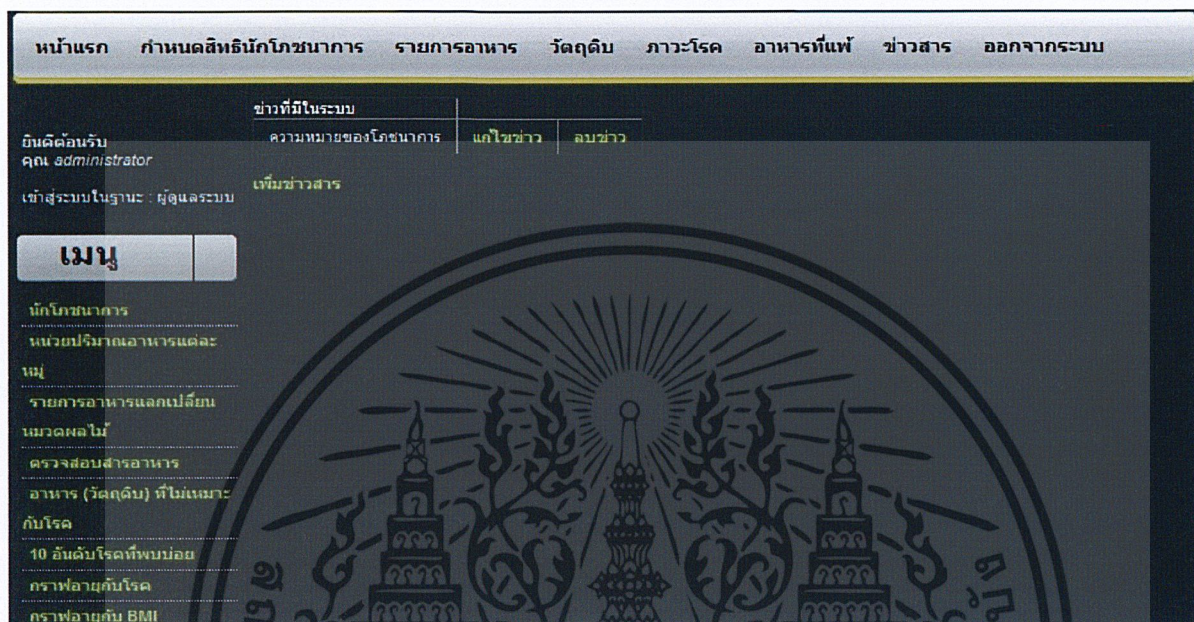 หน้าแรก กำหนดสิทธินักโภชนาการ รายการอาหาร วัตถุดิบ ภาวะโรค อาหารที่แพ้ ข่าวสาร ออกจากระบบ
ยินดีต้อนรับ
คุณ administrator
เข้าสู่ระบบในฐานะ : ผู้ดูแลระบบ
ข่าวที่มีในระบบ
ความหมายของโภชนาการ แก้ไขข่าว ลบข่าว
เพิ่มข่าวสาร
เมนู
นักโภชนาการ
หน่วยปริมาณอาหารแต่ละ
หมู่
รายการอาหารแลกเปลี่ยน
หมวดผลไม้
ตรวจสอบสารอาหาร
อาหาร (วัตถุดิบ) ที่ไม่เหมาะ
กับโรค
10 อันดับโรคที่พบบ่อย
กราฟอายุกับโรค
กราฟอายุกับ BMI